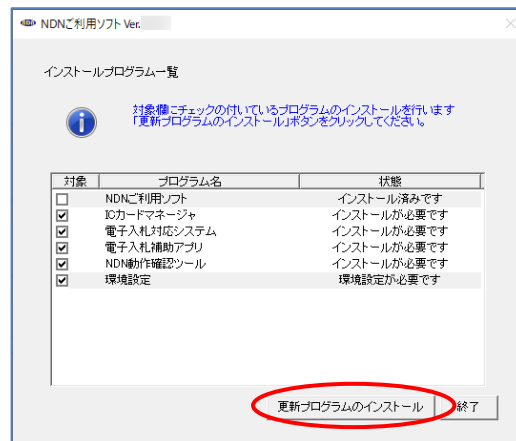 NDNご利用ソフト Ver.
インストールプログラム一覧
対象欄にチェックの付いているプログラムのインストールを行います
「更新プログラムのインストール」ボタンをクリックしてください。
対象 プログラム名 状態
NDNご利用ソフト インストール済みです
ICカードマネージャ インストールが必要です
電子入札対応システム インストールが必要です
電子入札補助アプリ インストールが必要です
NDN動作確認ツール インストールが必要です
環境設定 環境設定が必要です
更新プログラムのインストール 終了